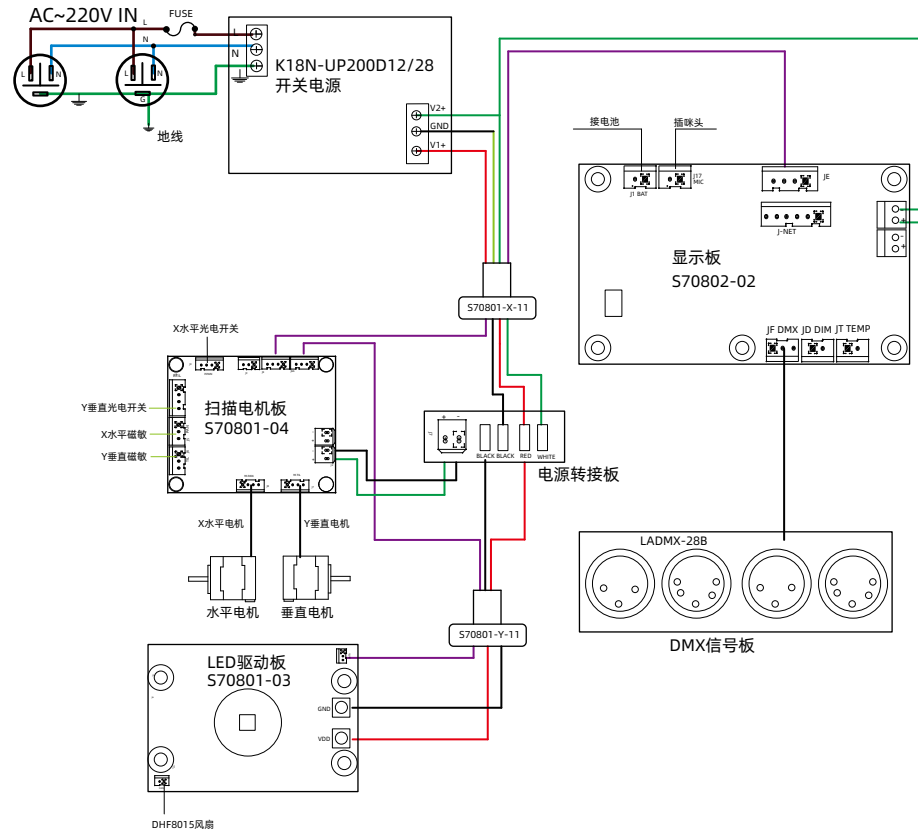 AC~220V IN
L
FUSE
N
L
N
L
N
L
N
G
地线
K18N-UP200D12/28
开关电源
V2+
GND
V1+
接电池
插咪头
J1 BAT
J17
MIC
JE
J-NET
显示板
S70802-02
-
+
-
+
JF DMX
JD DIM
JT TEMP
S70801-X-11
X水平光电开关
扫描电机板
S70801-04
Y垂直光电开关
X水平磁敏
Y垂直磁敏
X水平电机
Y垂直电机
水平电机
垂直电机
+
-
BLACK
BLACK
RED
WHITE
电源转接板
LADMX-28B
DMX信号板
S70801-Y-11
LED驱动板
S70801-03
GND
VDD
DHF8015风扇